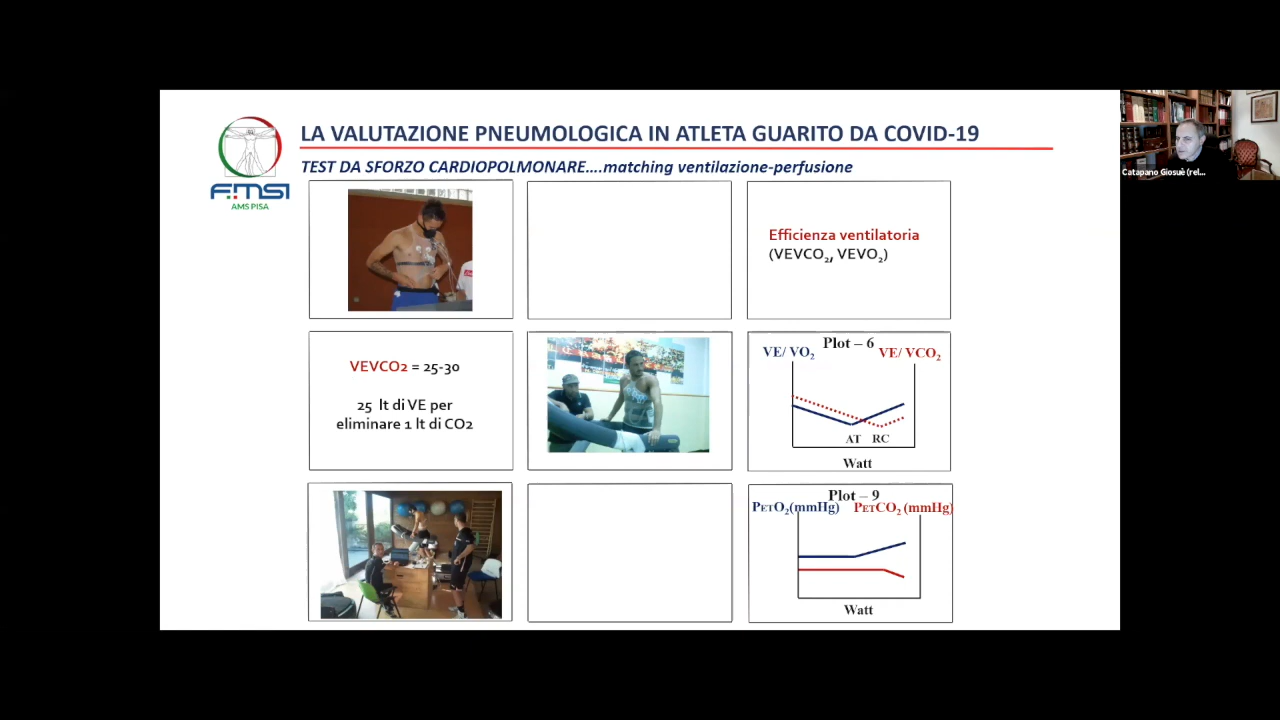 LA VALUTAZIONE PNEUMOLOGICA IN ATLETA GUARITO DA COVID-19
TEST DA SFORZO CARDIOPOLMONARE....matching ventilazione-perfusione
FMSI
AMS PISA
Catapano Giosuè (rel...
Efficienza ventilatoria
(VEVCO₂, VEVO₂)
VEVCO2 = 25-30
25 lt di VE per
eliminare 1 lt di CO2
Plot – 6
VE/ VO₂
VE/ VCO₂
AT RC
Watt
Plot – 9
PETO₂(mmHg)
PETCO₂ (mmHg)
Watt